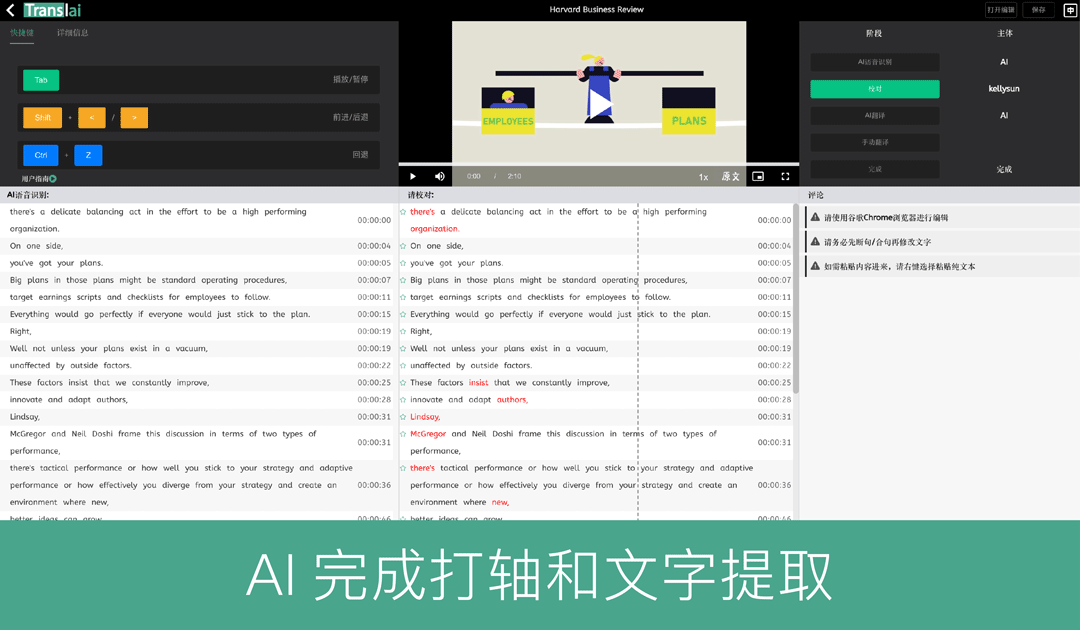 Translai
Harvard Business Review
打开编辑
保存
中
快捷键
详细信息
Tab
播放/暂停
Shift + < / >
前进/后退
Ctrl + Z
回退
用户指南
EMPLOYEES
PLANS
0:00 / 2:10
1x
原文
阶段
主体
AI语音识别
AI
校对
kellysun
AI翻译
AI
手动翻译
完成
完成
AI语音识别:
there's a delicate balancing act in the effort to be a high performing
organization.
00:00:00
On one side,
00:00:04
you've got your plans.
00:00:05
Big plans in those plans might be standard operating procedures,
00:00:07
target earnings scripts and checklists for employees to follow.
00:00:11
Everything would go perfectly if everyone would just stick to the plan.
00:00:15
Right,
00:00:19
Well not unless your plans exist in a vacuum,
00:00:19
unaffected by outside factors.
00:00:22
These factors insist that we constantly improve,
00:00:25
innovate and adapt authors,
00:00:28
Lindsay,
00:00:31
McGregor and Neil Doshi frame this discussion in terms of two types of
performance,
00:00:31
there's tactical performance or how well you stick to your strategy and adaptive
performance or how effectively you diverge from your strategy and create an
environment where new,
00:00:36
better ideas can grow
00:00:46
请校对:
there's a delicate balancing act in the effort to be a high performing
organization.
00:00:00
On one side,
00:00:04
you've got your plans.
00:00:05
Big plans in those plans might be standard operating procedures,
00:00:07
target earnings scripts and checklists for employees to follow.
00:00:11
Everything would go perfectly if everyone would just stick to the plan.
00:00:15
Right,
00:00:19
Well not unless your plans exist in a vacuum,
00:00:19
unaffected by outside factors.
00:00:22
These factors insist that we constantly improve,
00:00:25
innovate and adapt authors,
00:00:28
Lindsay,
00:00:31
McGregor and Neil Doshi frame this discussion in terms of two types of
performance,
00:00:31
there's tactical performance or how well you stick to your strategy and adaptive
performance or how effectively you diverge from your strategy and create an
environment where new,
00:00:36
better ideas can grow
00:00:46
评论
请使用谷歌Chrome浏览器进行编辑
请务必先断句/合句再修改文字
如需粘贴内容进来，请右键选择粘贴纯文本
AI 完成打轴和文字提取